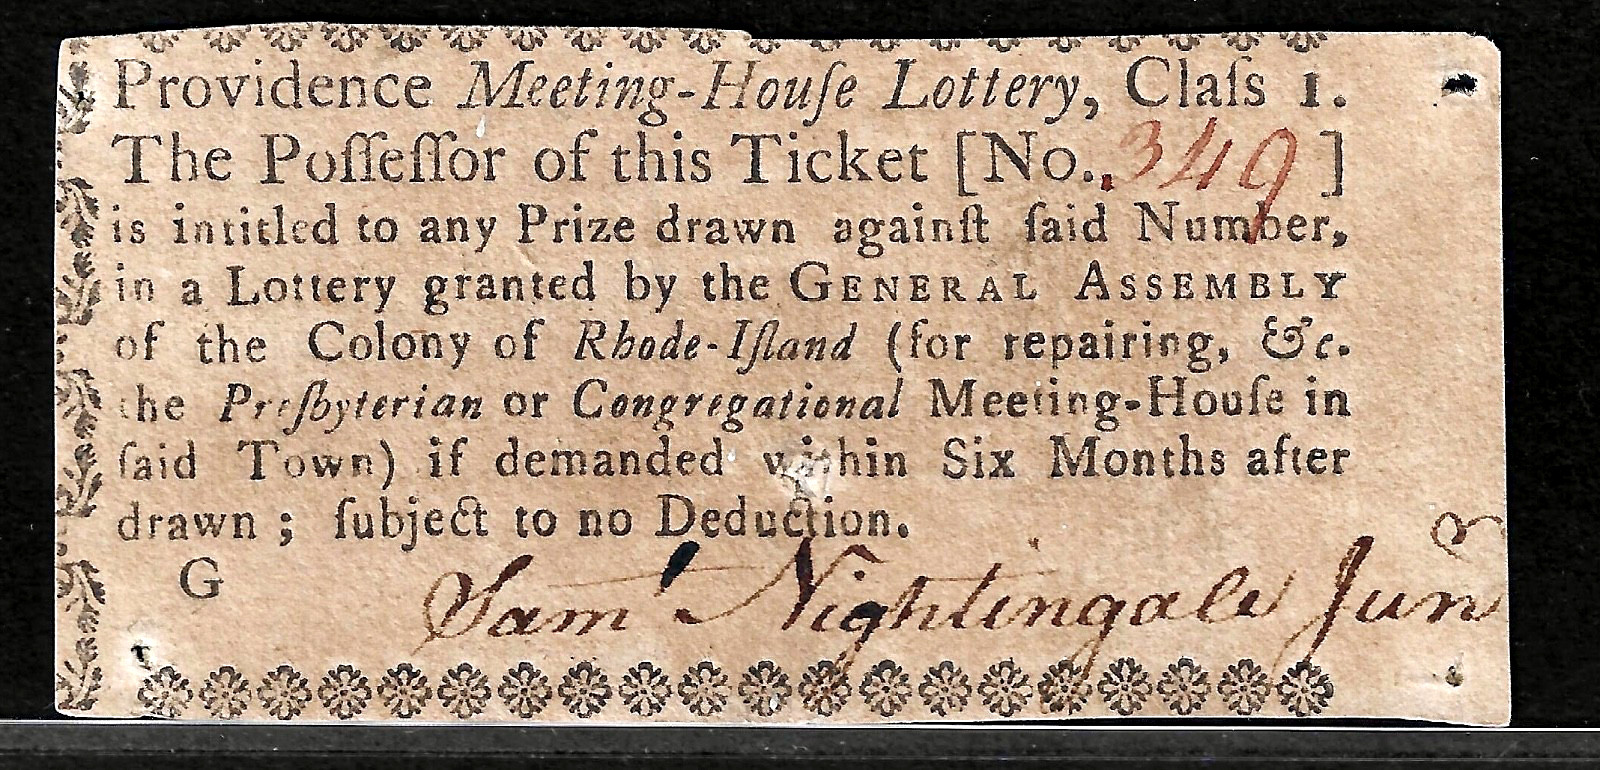 Providence Meeting-Houſe Lottery, Claſs 1.
The Poſſeſſor of this Ticket [No. 349]
is intitled to any Prize drawn againſt ſaid Number,
in a Lottery granted by the GENERAL ASSEMBLY
of the Colony of Rhode-Iſland (for repairing, &c.
the Preſbyterian or Congregational Meeting-Houſe in
ſaid Town) if demanded within Six Months after
drawn; ſubject to no Deduction.
G Sam.l Nightingale Jun.r